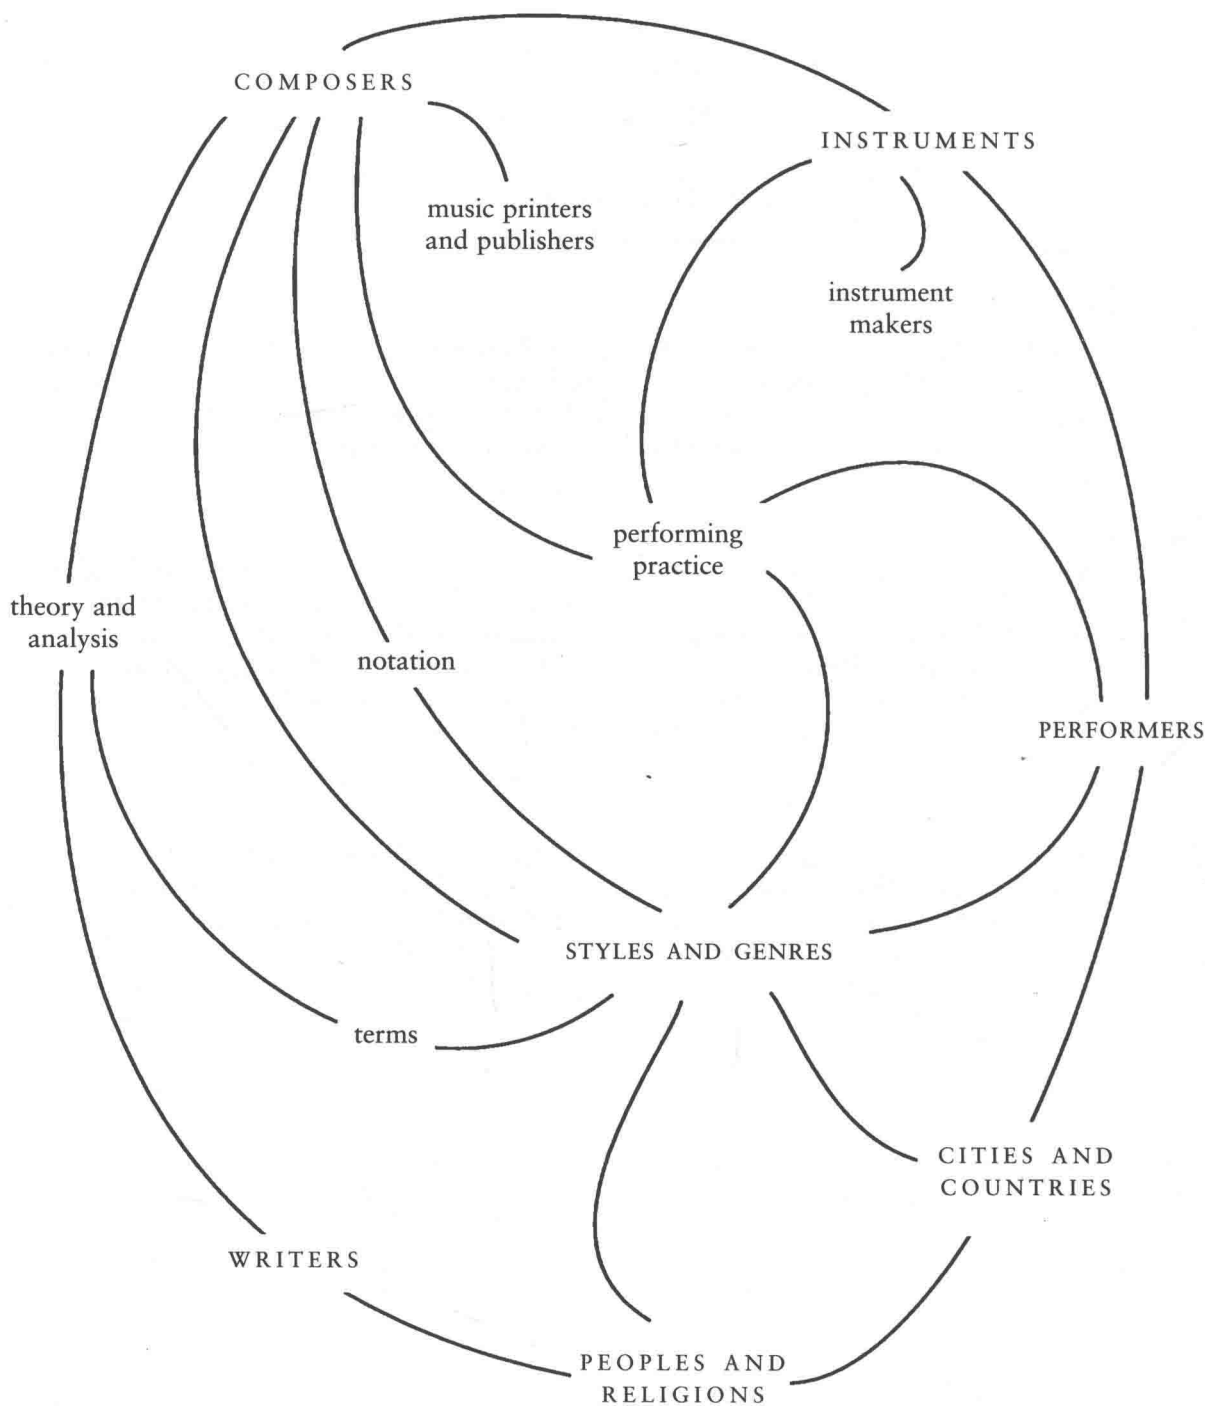 COMPOSERS
INSTRUMENTS
music printers
and publishers
instrument
makers
performing
practice
theory and
analysis
notation
PERFORMERS
STYLES AND GENRES
terms
CITIES AND
COUNTRIES
WRITERS
PEOPLES AND
RELIGIONS